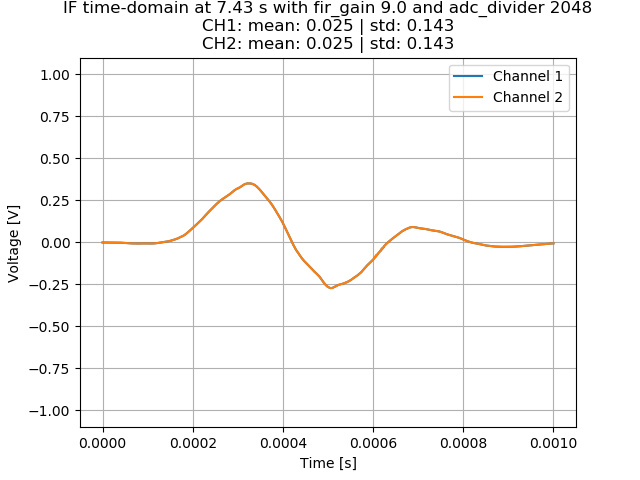 IF time-domain at 7.43 s with fir_gain 9.0 and adc_divider 2048
CH1: mean: 0.025 | std: 0.143
CH2: mean: 0.025 | std: 0.143
Channel 1
Channel 2
Voltage [V]
1.00
0.75
0.50
0.25
0.00
−0.25
−0.50
−0.75
−1.00
0.0000 0.0002 0.0004 0.0006 0.0008 0.0010
Time [s]